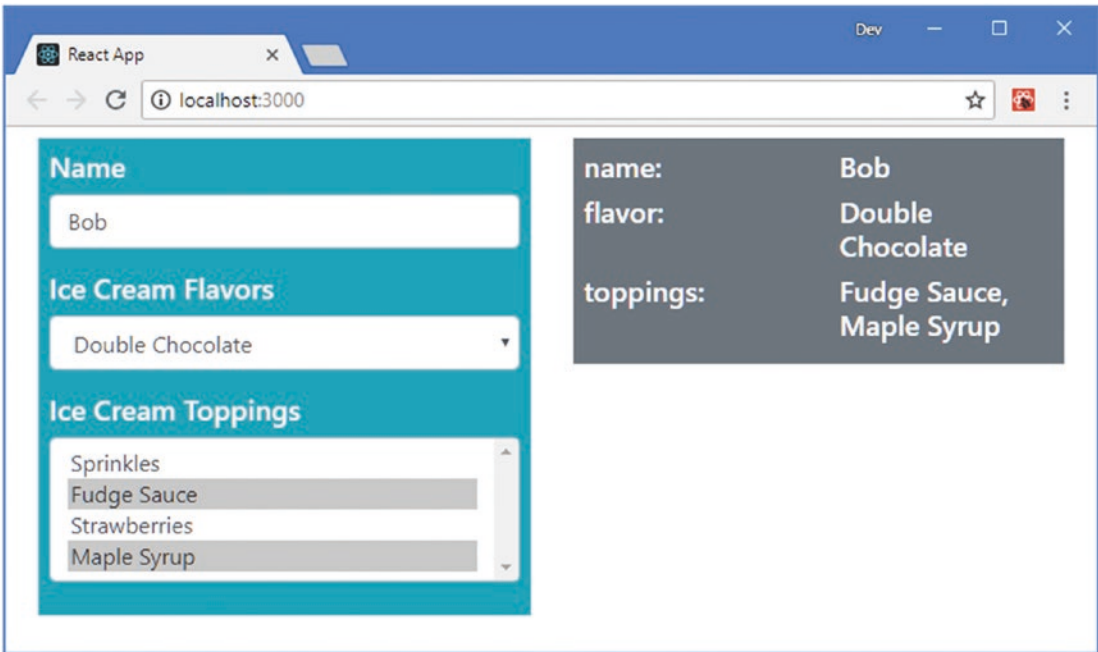 Dev
React App
localhost:3000
Name
Bob
Ice Cream Flavors
Double Chocolate
Ice Cream Toppings
Sprinkles
Fudge Sauce
Strawberries
Maple Syrup
name: Bob
flavor: Double
Chocolate
toppings: Fudge Sauce,
Maple Syrup